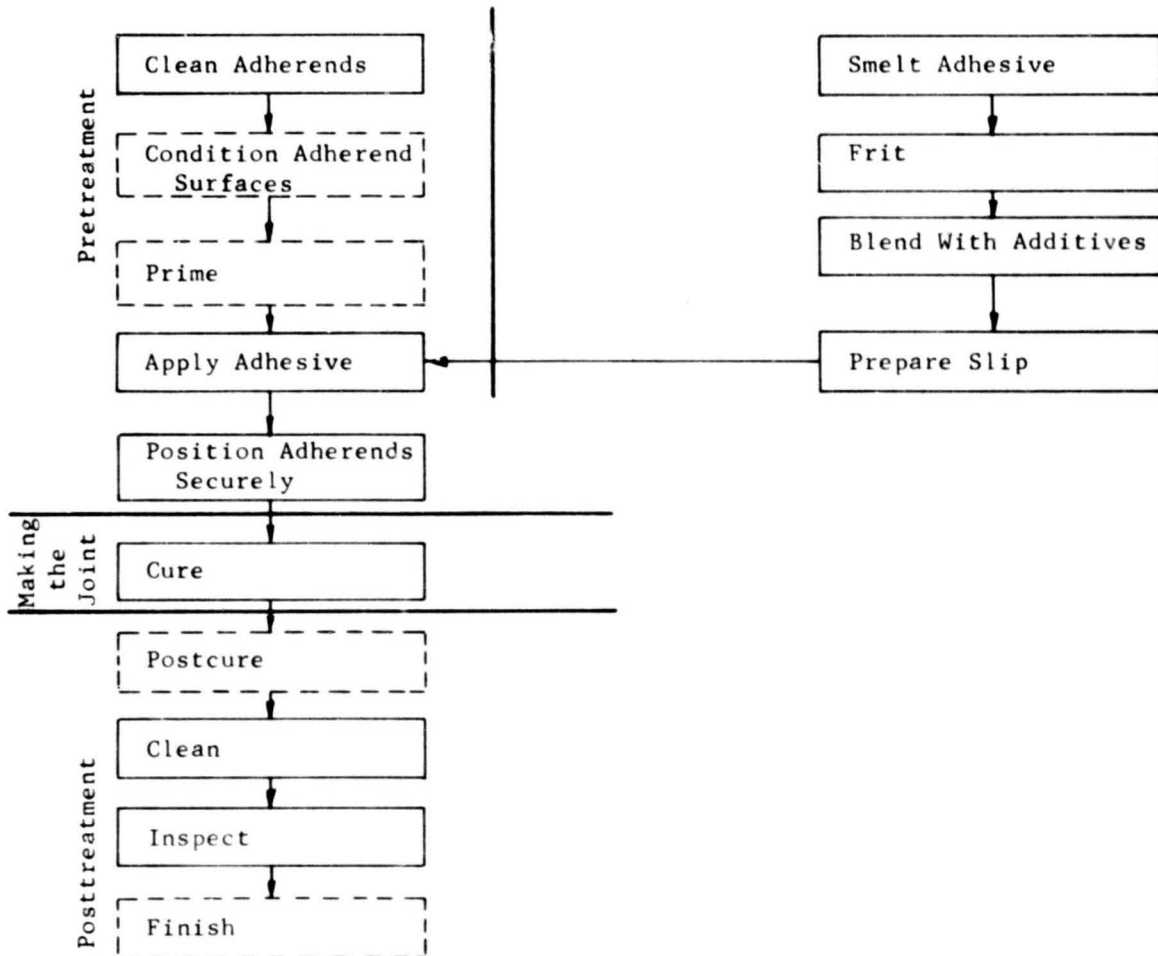 Pretreatment
Clean Adherends
Condition Adherend
Surfaces
Prime
Apply Adhesive
Position Adherends
Securely
Smelt Adhesive
Frit
Blend With Additives
Prepare Slip
Making
the
Joint
Cure
Posttreatment
Postcure
Clean
Inspect
Finish